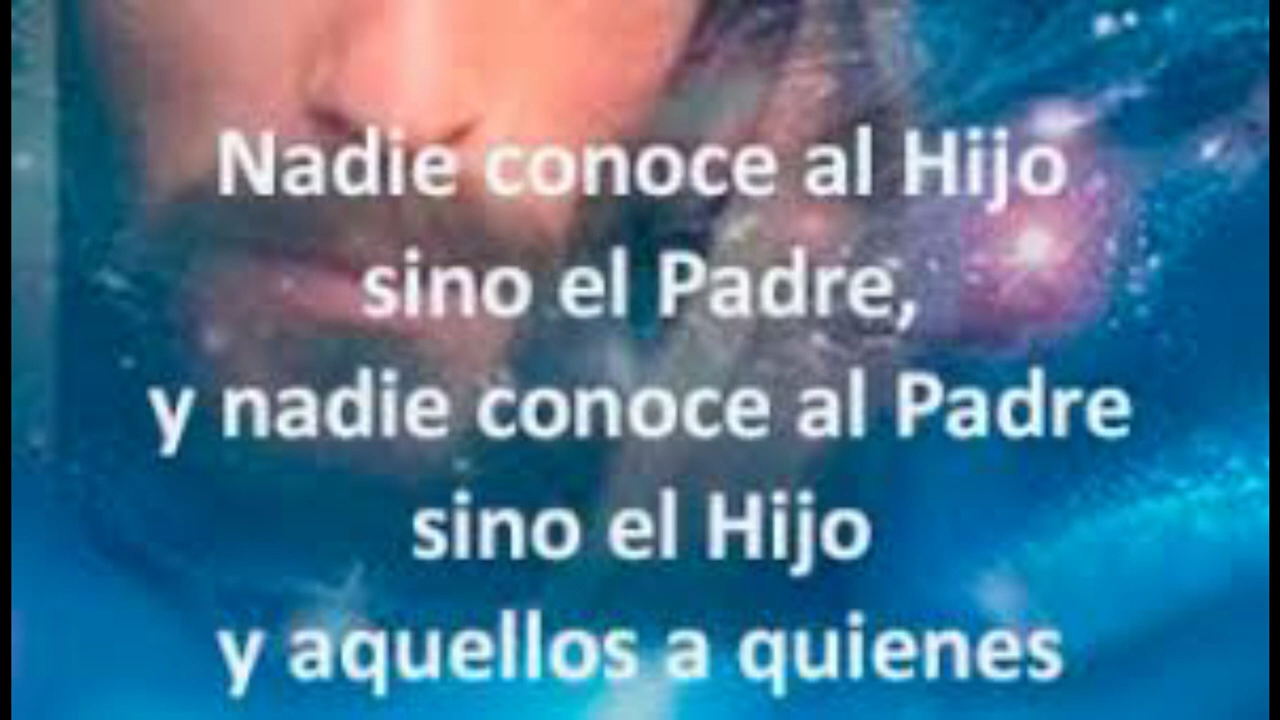 Nadie conoce al Hijo
sino el Padre,
y nadie conoce al Padre
sino el Hijo
y aquellos a quienes